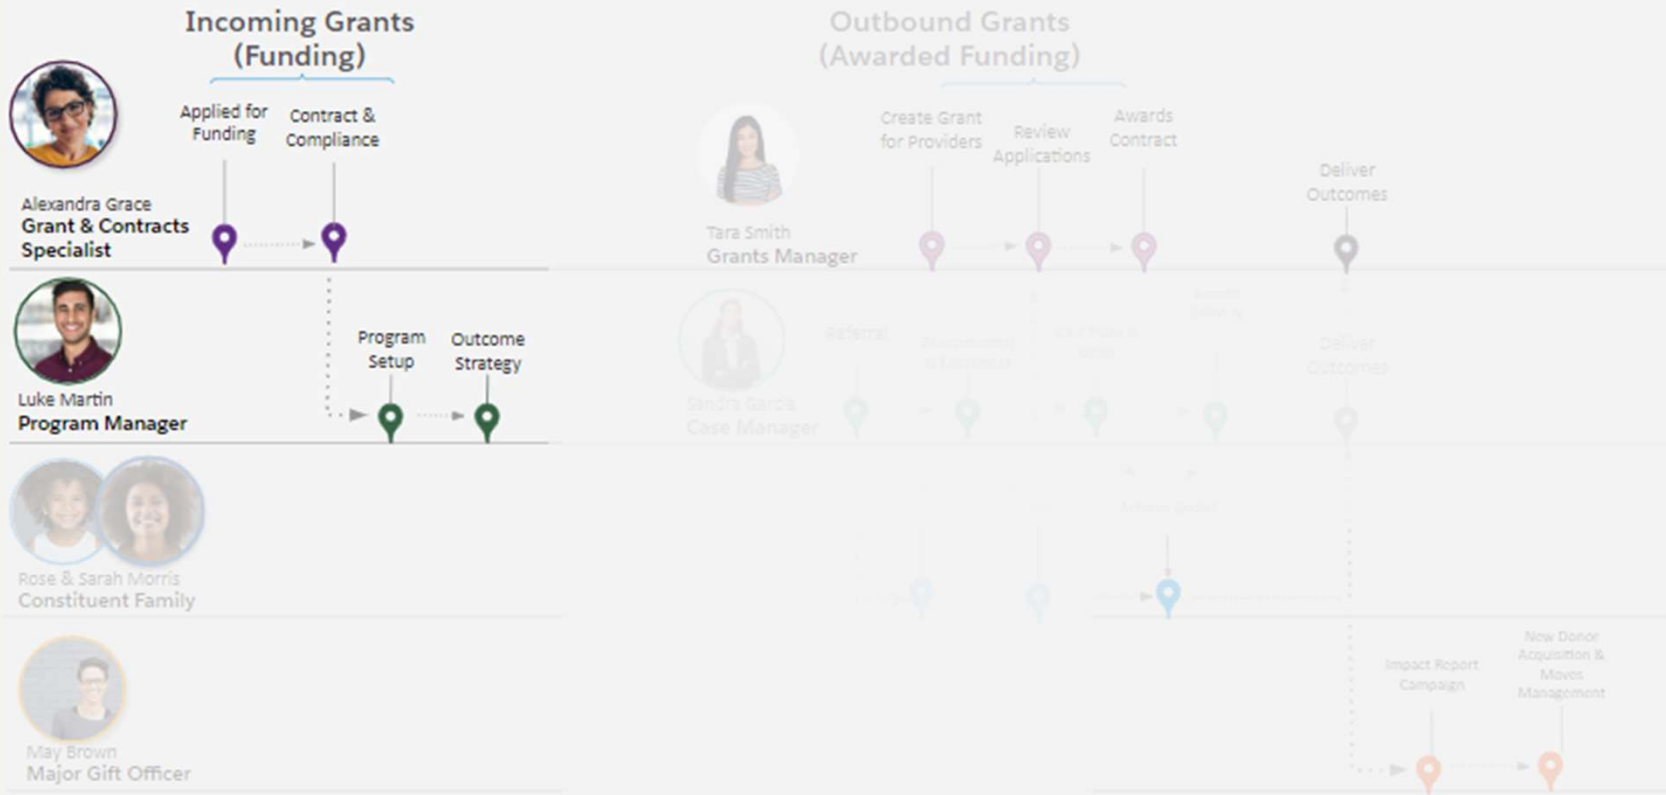 Incoming Grants
(Funding)
Applied for
Funding
Contract &
Compliance
Alexandra Grace
Grant & Contracts
Specialist
Outbound Grants
(Awarded Funding)
Create Grant
for Providers
Review
Applications
Awards
Contract
Deliver
Outcomes
Tara Smith
Grants Manager
Program
Setup
Outcome
Strategy
Luke Martin
Program Manager
Referral
Deliver
Outcomes
Sandra Garcia
Case Manager
Rose & Sarah Morris
Constituent Family
May Brown
Major Gift Officer
Impact Report
Campaign
New Donor
Acquisition &
Moves
Management